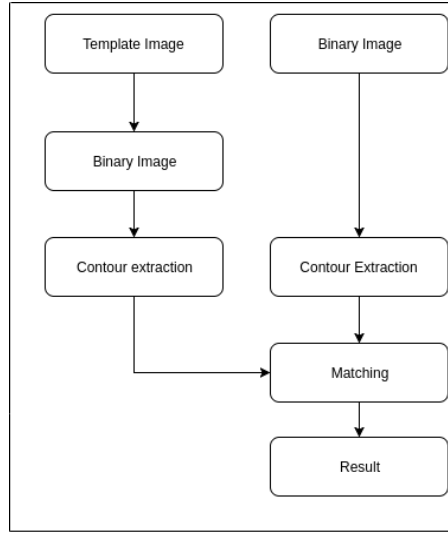 Template Image
Binary Image
Binary Image
Contour extraction
Contour Extraction
Matching
Result